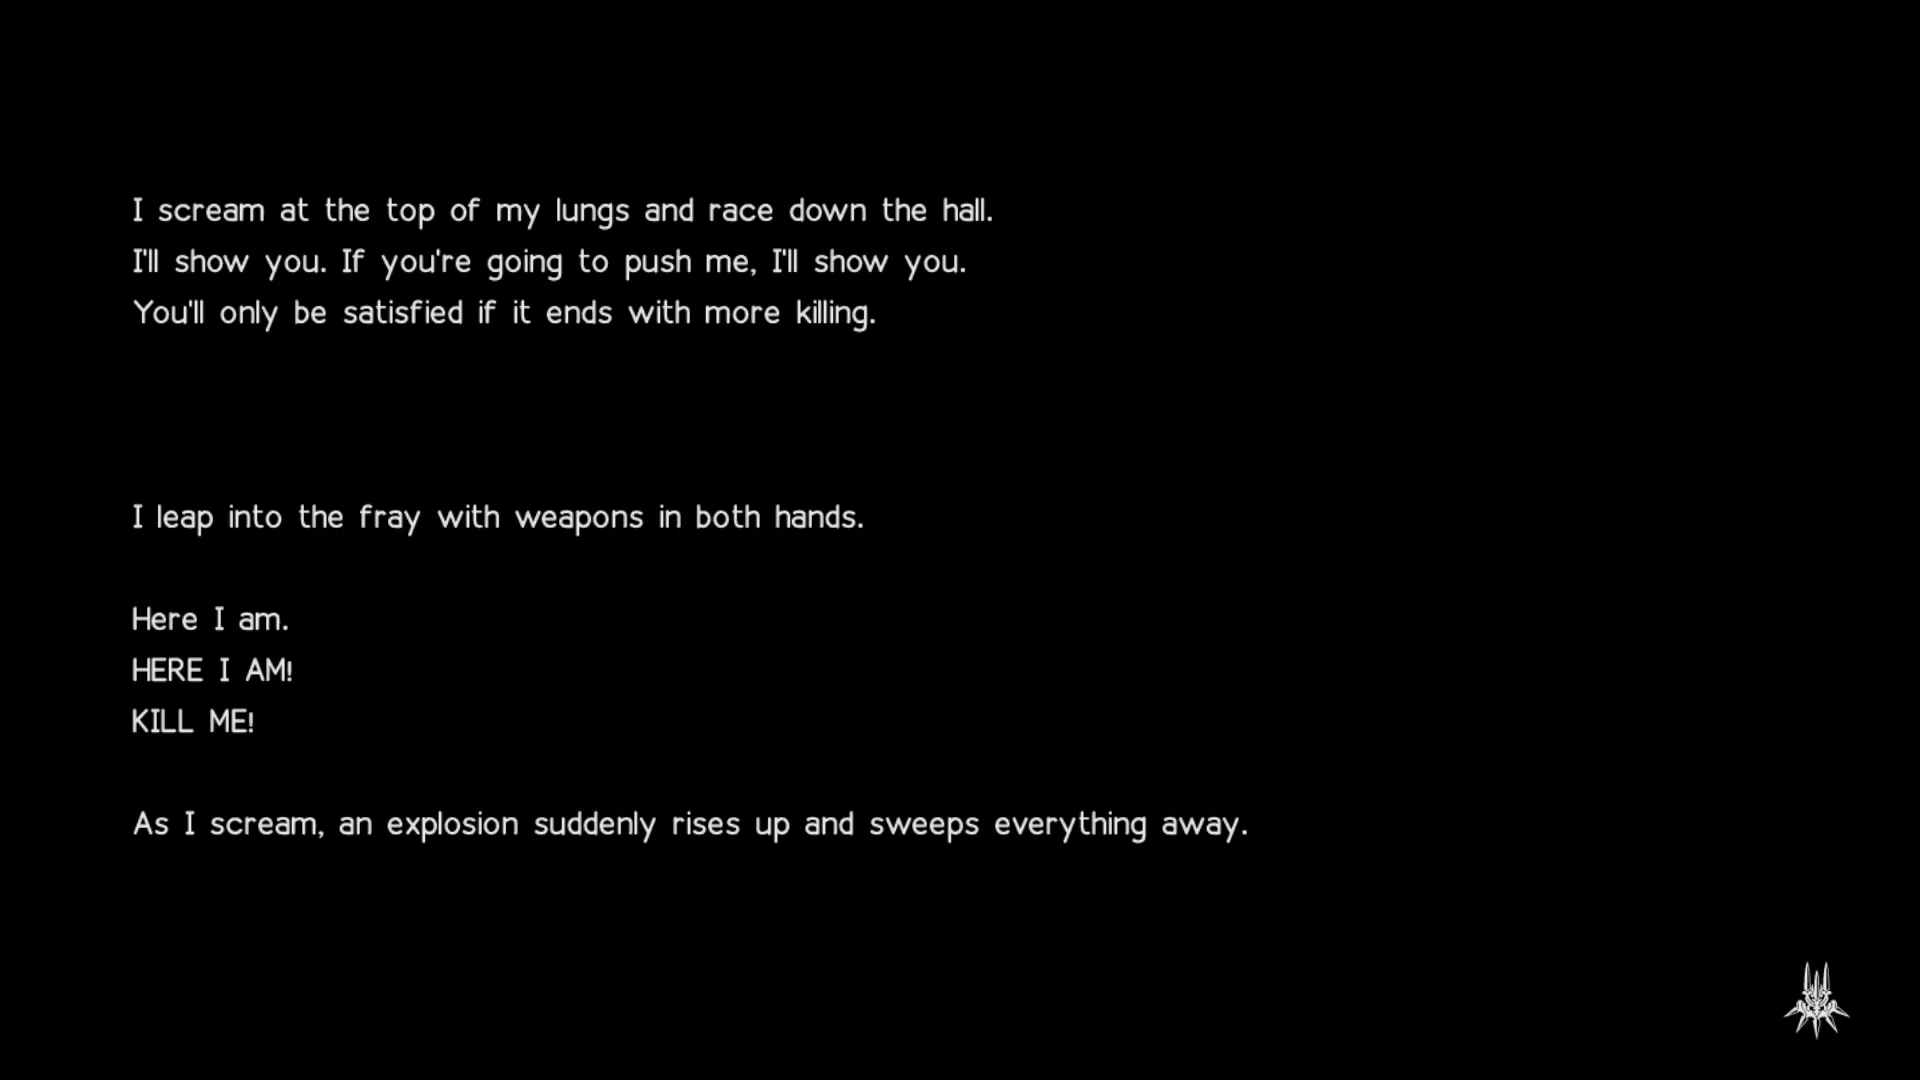 I scream at the top of my lungs and race down the hall.
I'll show you. If you're going to push me, I'll show you.
You'll only be satisfied if it ends with more killing.
I leap into the fray with weapons in both hands.
Here I am.
HERE I AM!
KILL ME!
As I scream, an explosion suddenly rises up and sweeps everything away.